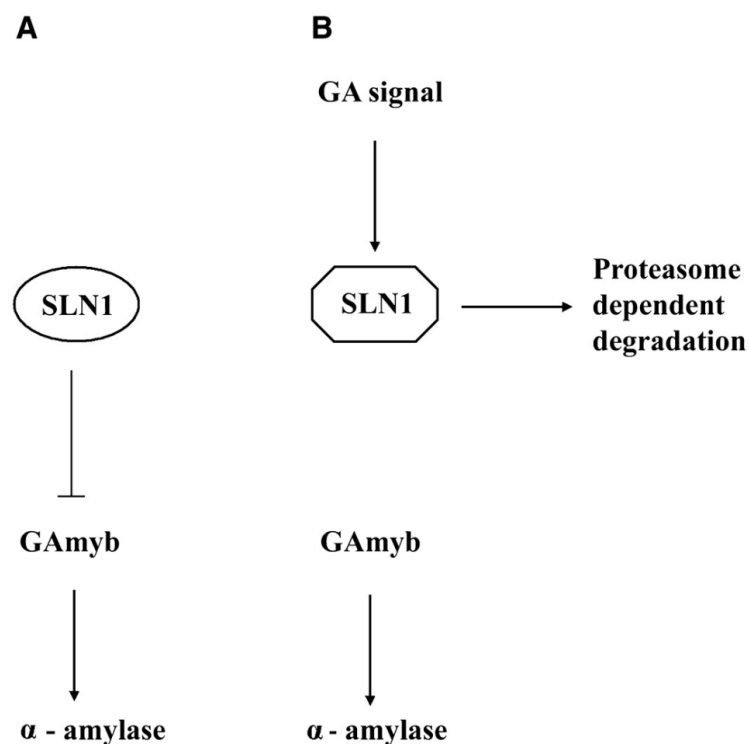 A
B
GA signal
SLN1
SLN1
Proteasome
dependent
degradation
GAmyb
GAmyb
α - amylase
α - amylase